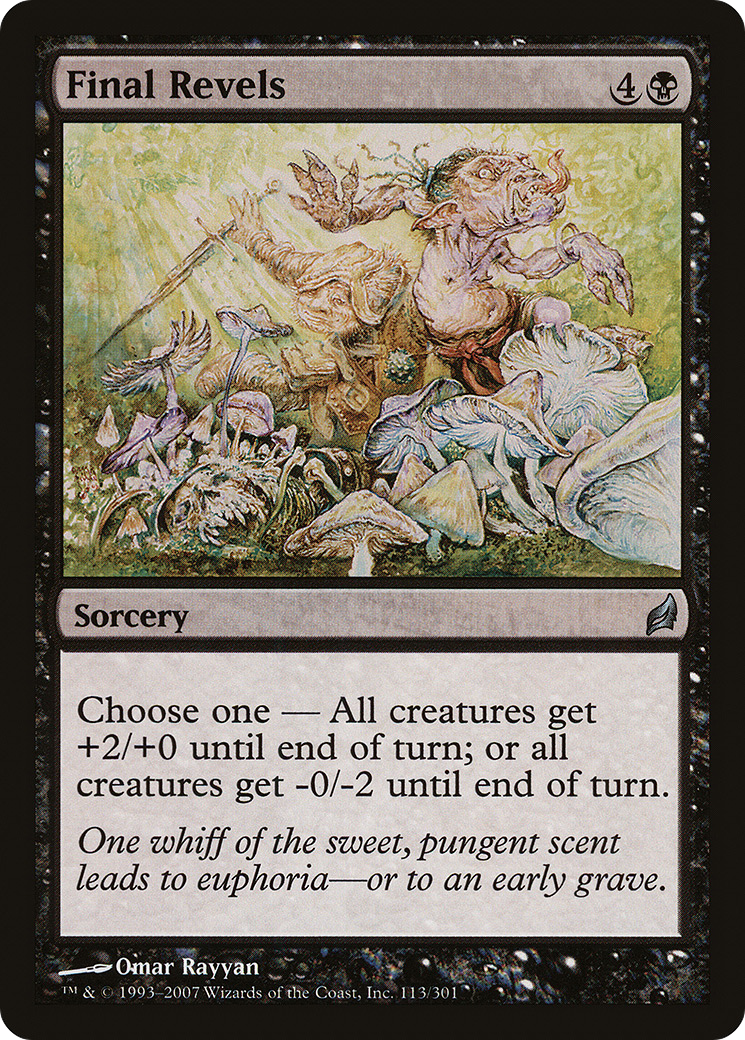 Final Revels 4
Sorcery
Choose one — All creatures get
+2/+0 until end of turn; or all
creatures get -0/-2 until end of turn.
One whiff of the sweet, pungent scent
leads to euphoria—or to an early grave.
Omar Rayyan
™ & © 1993–2007 Wizards of the Coast, Inc. 113/301